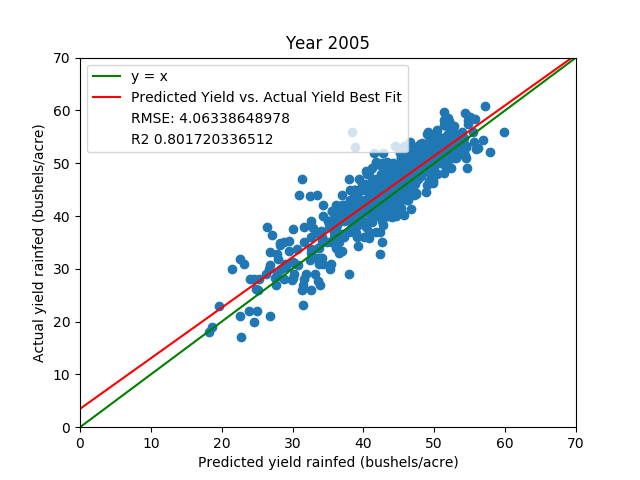 Year 2005
y = x
Predicted Yield vs. Actual Yield Best Fit
RMSE: 4.06338648978
R2 0.801720336512
Actual yield rainfed (bushels/acre)
70
60
50
40
30
20
10
0
0 10 20 30 40 50 60 70
Predicted yield rainfed (bushels/acre)